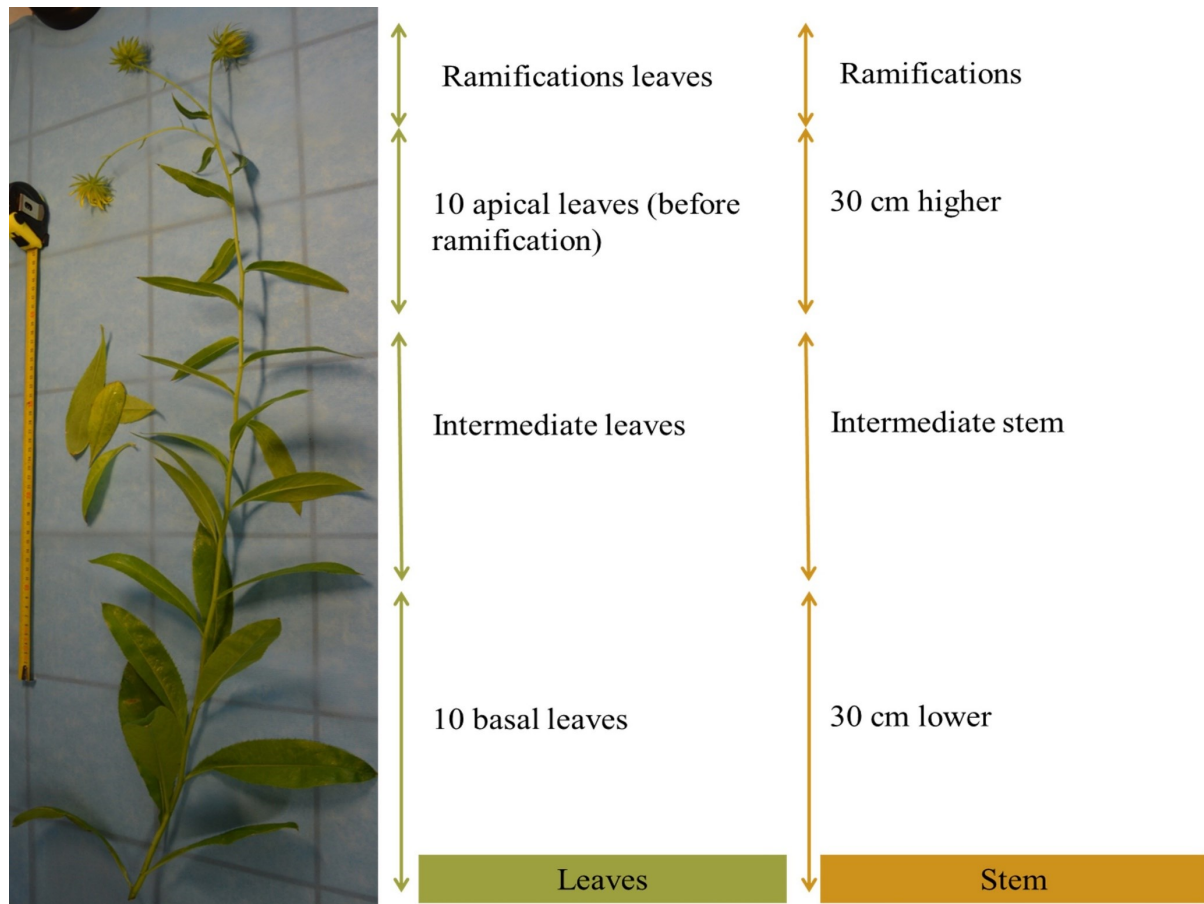 Ramifications leaves
Ramifications
10 apical leaves (before
ramification)
30 cm higher
Intermediate leaves
Intermediate stem
10 basal leaves
30 cm lower
Leaves
Stem